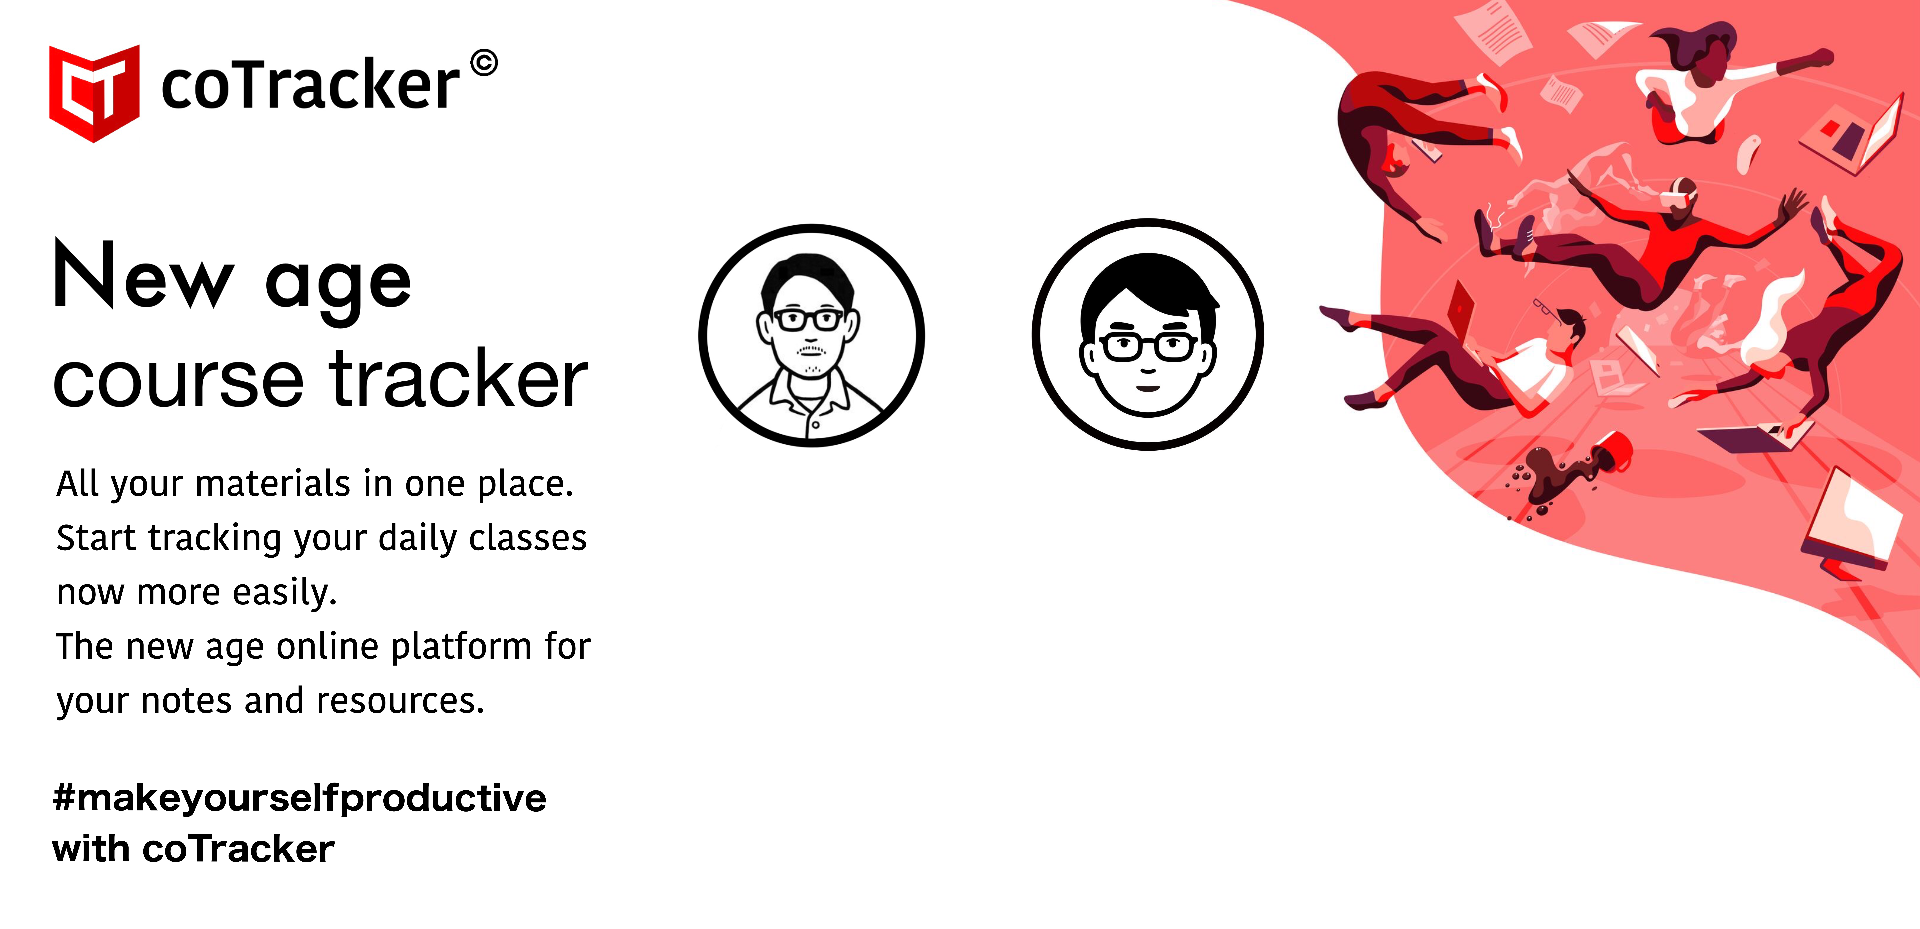 CT
coTracker ©
New age
course tracker
All your materials in one place.
Start tracking your daily classes
now more easily.
The new age online platform for
your notes and resources.
#makeyourselfproductive
with coTracker